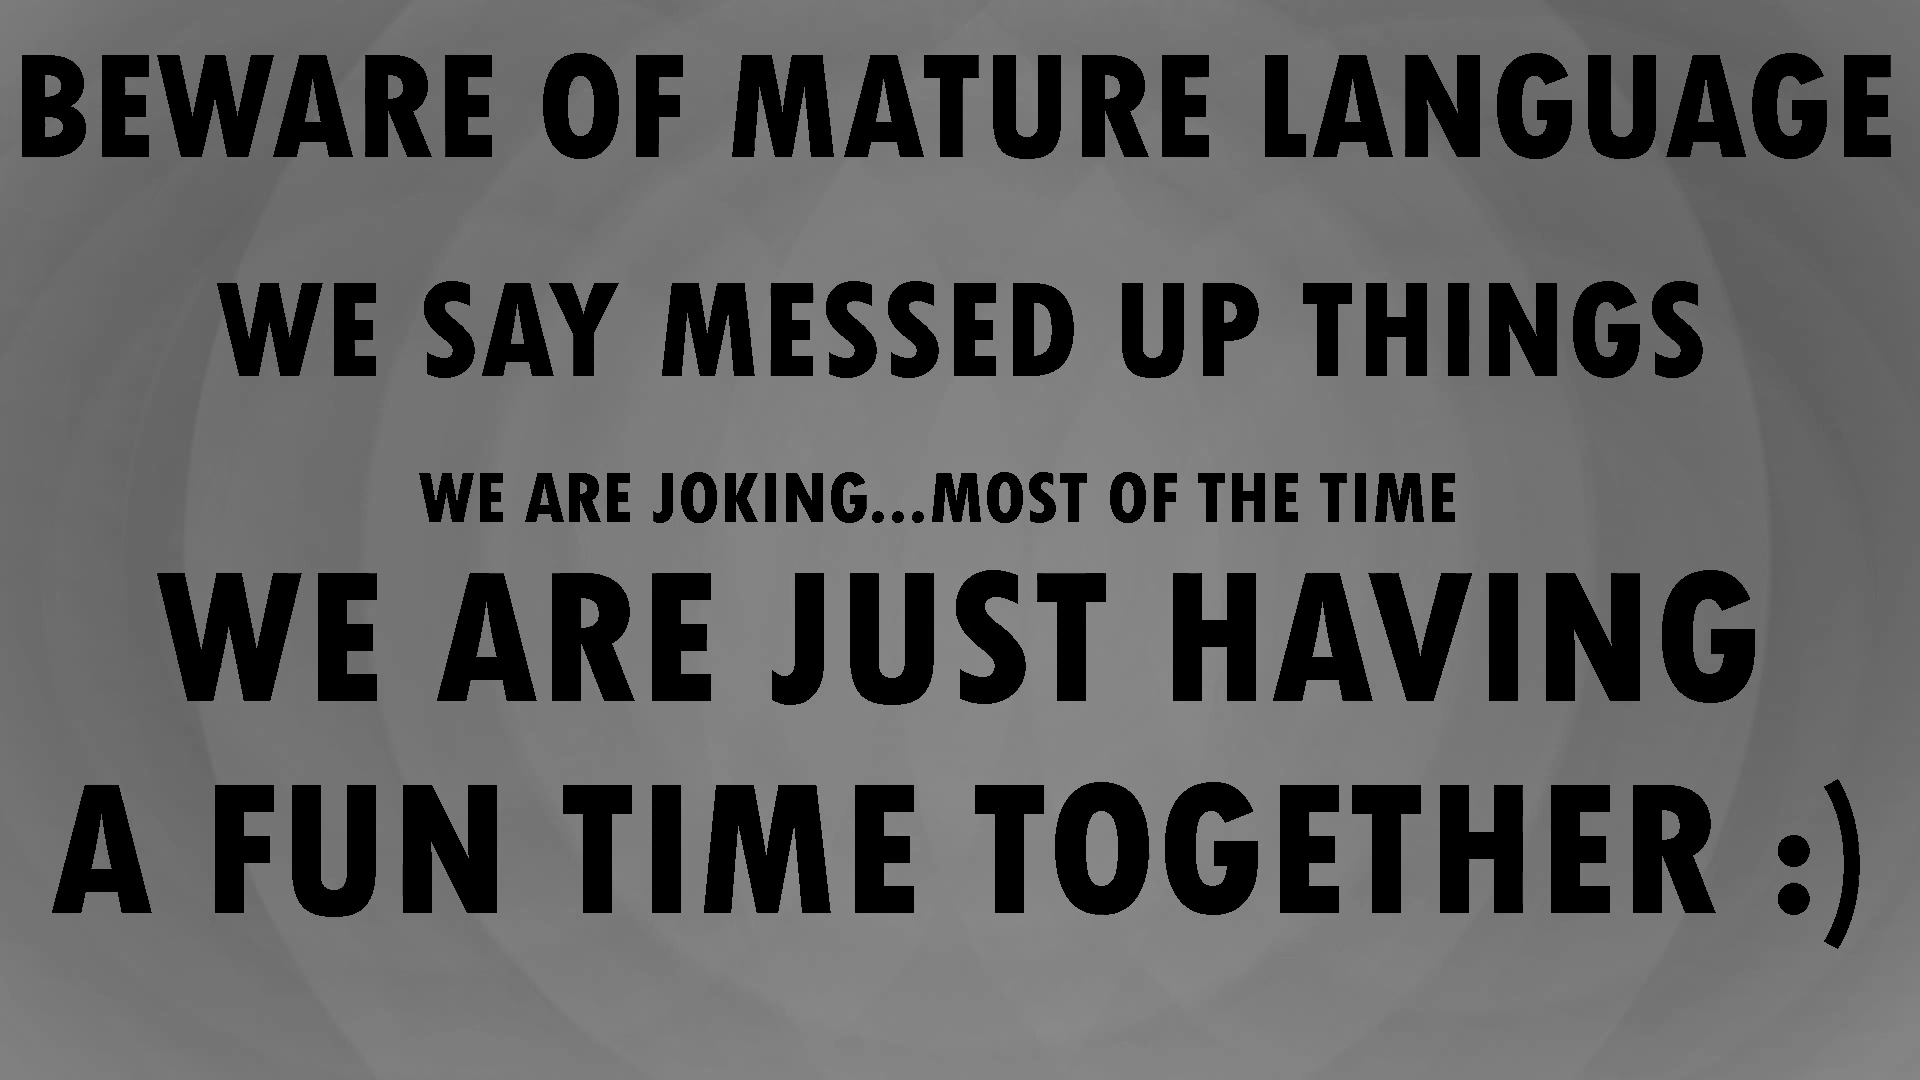 BEWARE OF MATURE LANGUAGE
WE SAY MESSED UP THINGS
WE ARE JOKING...MOST OF THE TIME
WE ARE JUST HAVING
A FUN TIME TOGETHER :)